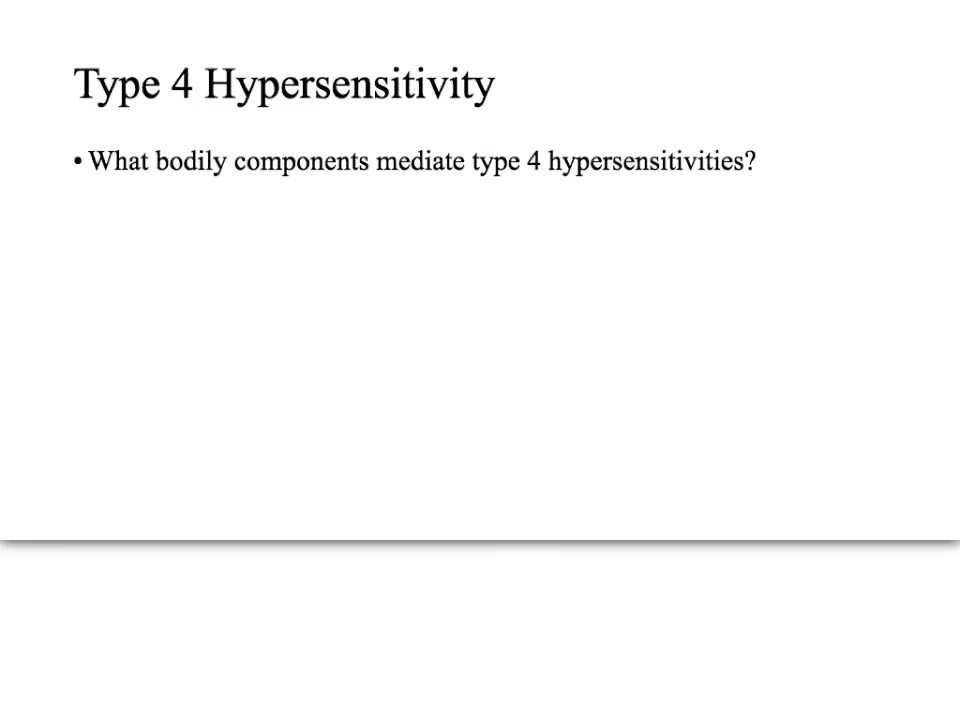 Type 4 Hypersensitivity
• What bodily components mediate type 4 hypersensitivities?